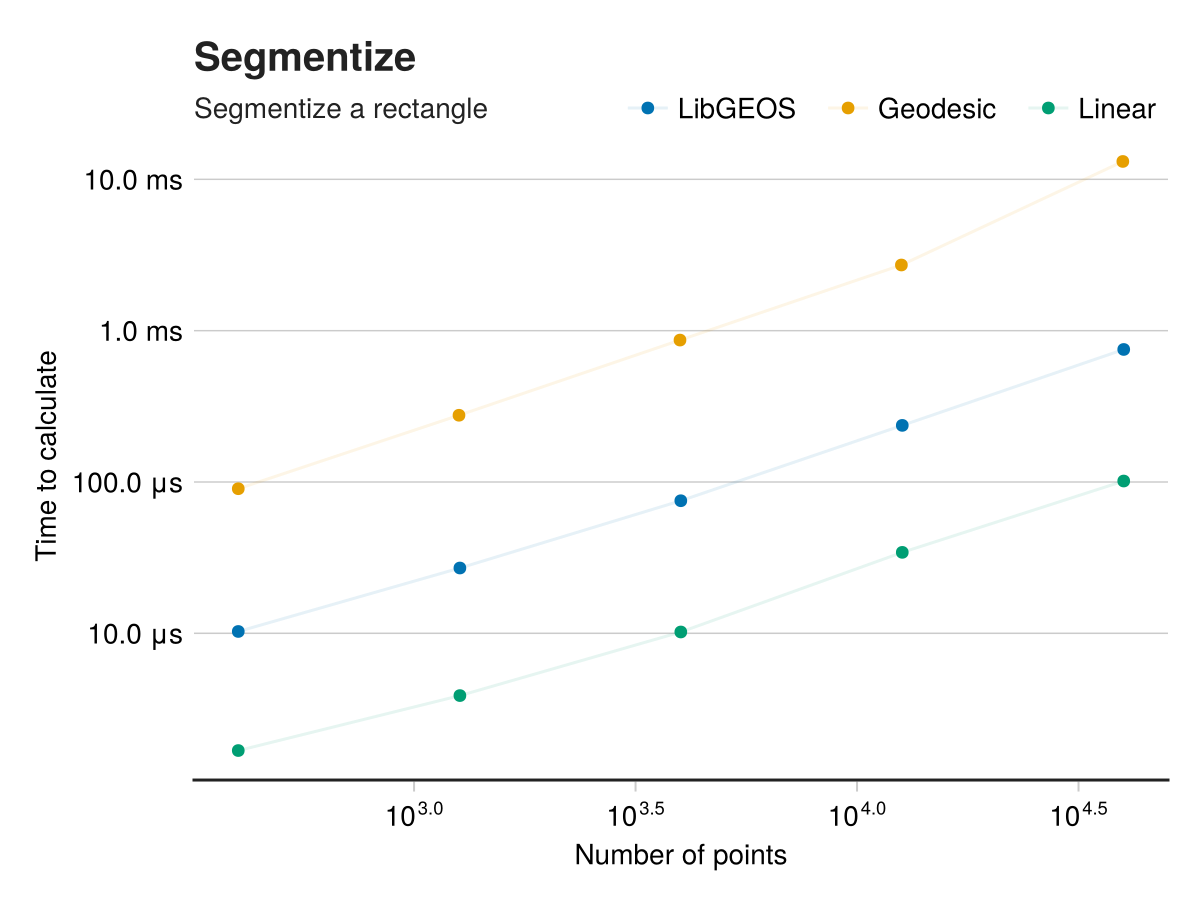 Segmentize
Segmentize a rectangle
LibGEOS Geodesic Linear
10.0 ms
1.0 ms
100.0 µs
10.0 µs
Time to calculate
10^3.0 10^3.5 10^4.0 10^4.5
Number of points